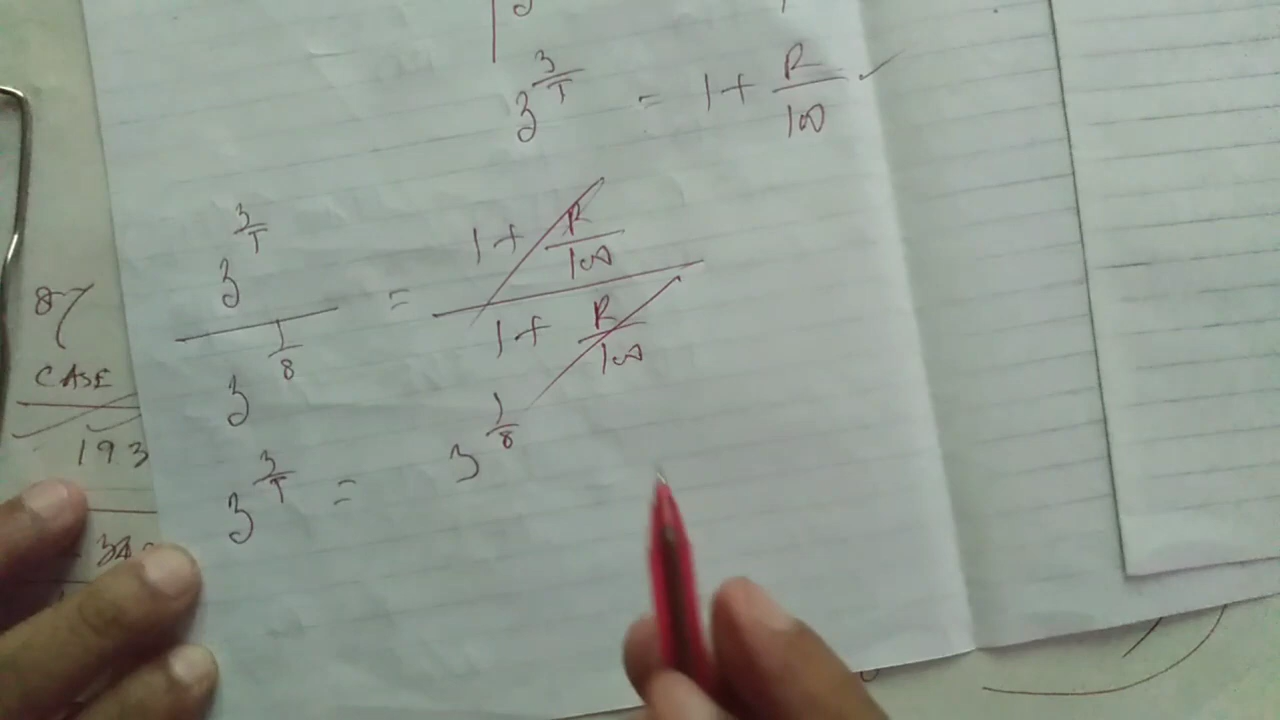 3^(3/T) = 1 + R/100 ✓
3^(3/T) / 3^(1/8) = (1 + R/100) / (1 + R/100)
3^(3/T) = 3^(1/8)
87
CASE
193